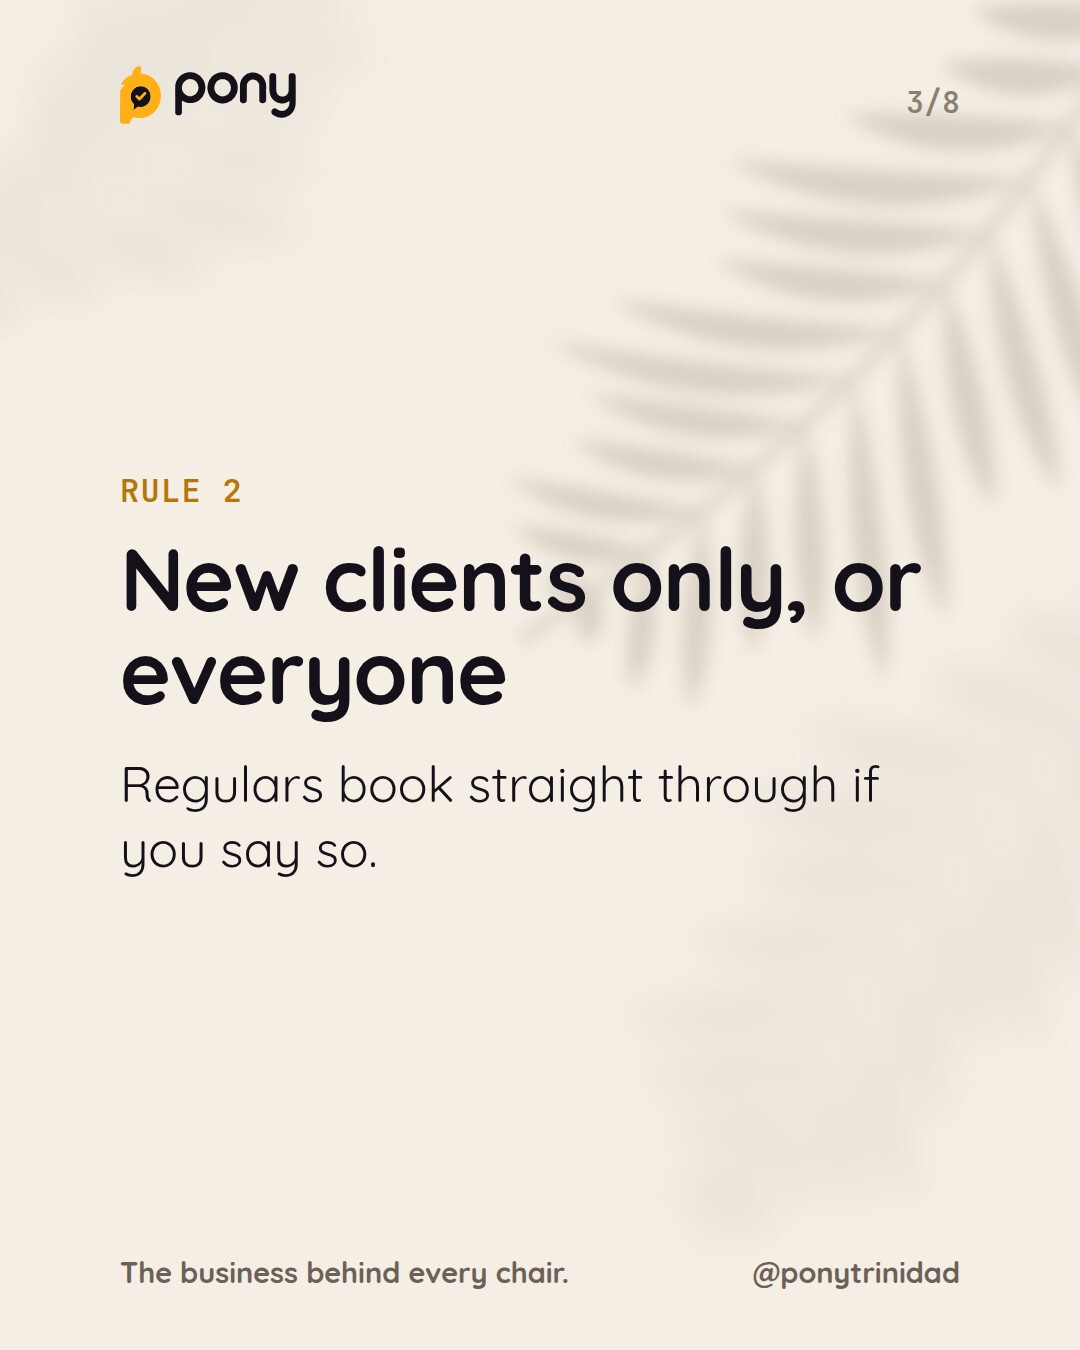 pony
3/8
RULE 2
New clients only, or
everyone
Regulars book straight through if
you say so.
The business behind every chair.
@ponytrinidad